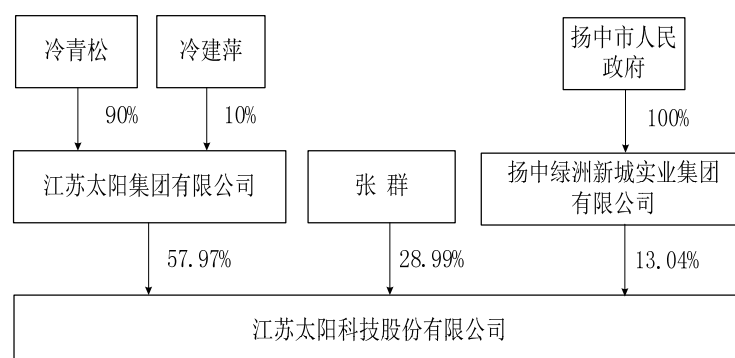 冷青松
冷建萍
扬中市人民
政府
90%
10%
100%
江苏太阳集团有限公司
张 群
扬中绿洲新城实业集团
有限公司
57.97%
28.99%
13.04%
江苏太阳科技股份有限公司